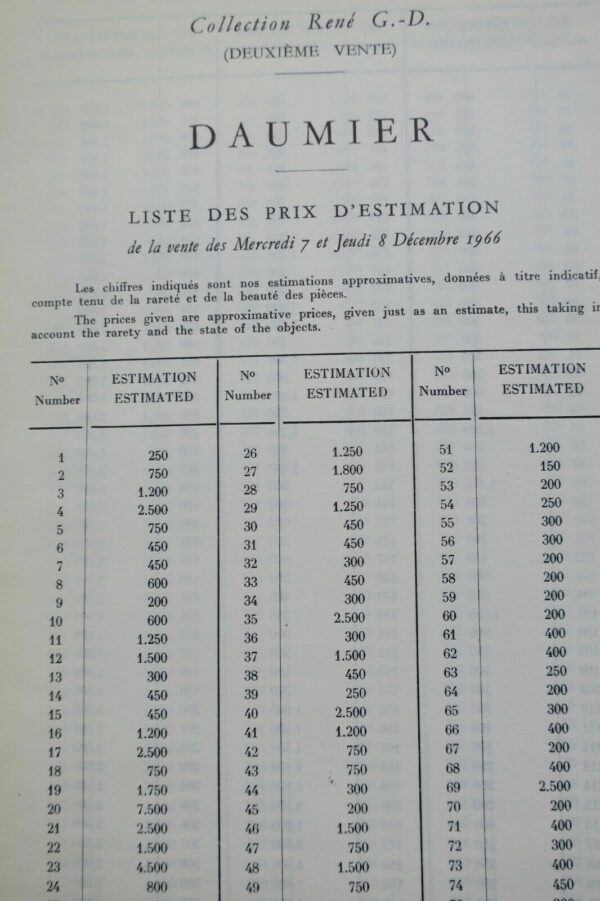 Collection René G.-D.
(DEUXIÈME VENTE)
DAUMIER
LISTE DES PRIX D'ESTIMATION
de la vente des Mercredi 7 et Jeudi 8 Décembre 1966
Les chiffres indiqués sont nos estimations approximatives, données à titre indicatif,
compte tenu de la rareté et de la beauté des pièces.
The prices given are approximative prices, given just as an estimate, this taking in
account the rarety and the state of the objects.
No ESTIMATION No ESTIMATION No ESTIMATION
Number ESTIMATED Number ESTIMATED Number ESTIMATED
1 250 26 1.250 51 1.200
2 750 27 1.800 52 150
3 1.200 28 750 53 200
4 2.500 29 1.250 54 250
5 750 30 450 55 300
6 450 31 450 56 300
7 450 32 300 57 200
8 600 33 450 58 200
9 200 34 300 59 200
10 600 35 2.500 60 200
11 1.250 36 300 61 400
12 1.500 37 1.500 62 400
13 300 38 450 63 250
14 450 39 250 64 200
15 450 40 2.500 65 300
16 1.200 41 1.200 66 400
17 2.500 42 750 67 200
18 750 43 750 68 400
19 1.750 44 300 69 2.500
20 7.500 45 200 70 200
21 2.500 46 1.500 71 400
22 1.500 47 750 72 300
23 4.500 48 1.500 73 400
24 800 49 750 74 450